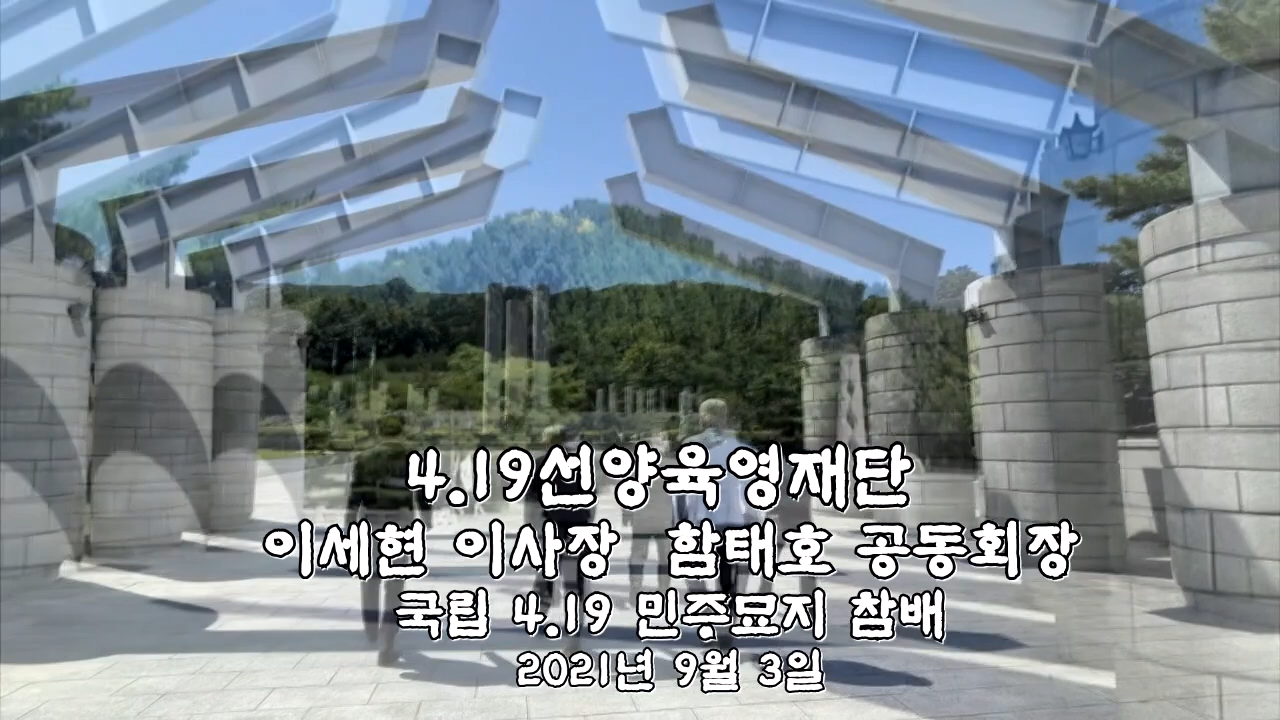 4.19선양육영재단
이세현 이사장 함태호 공동회장
국립 4.19 민주묘지 참배
2021년 9월 3일